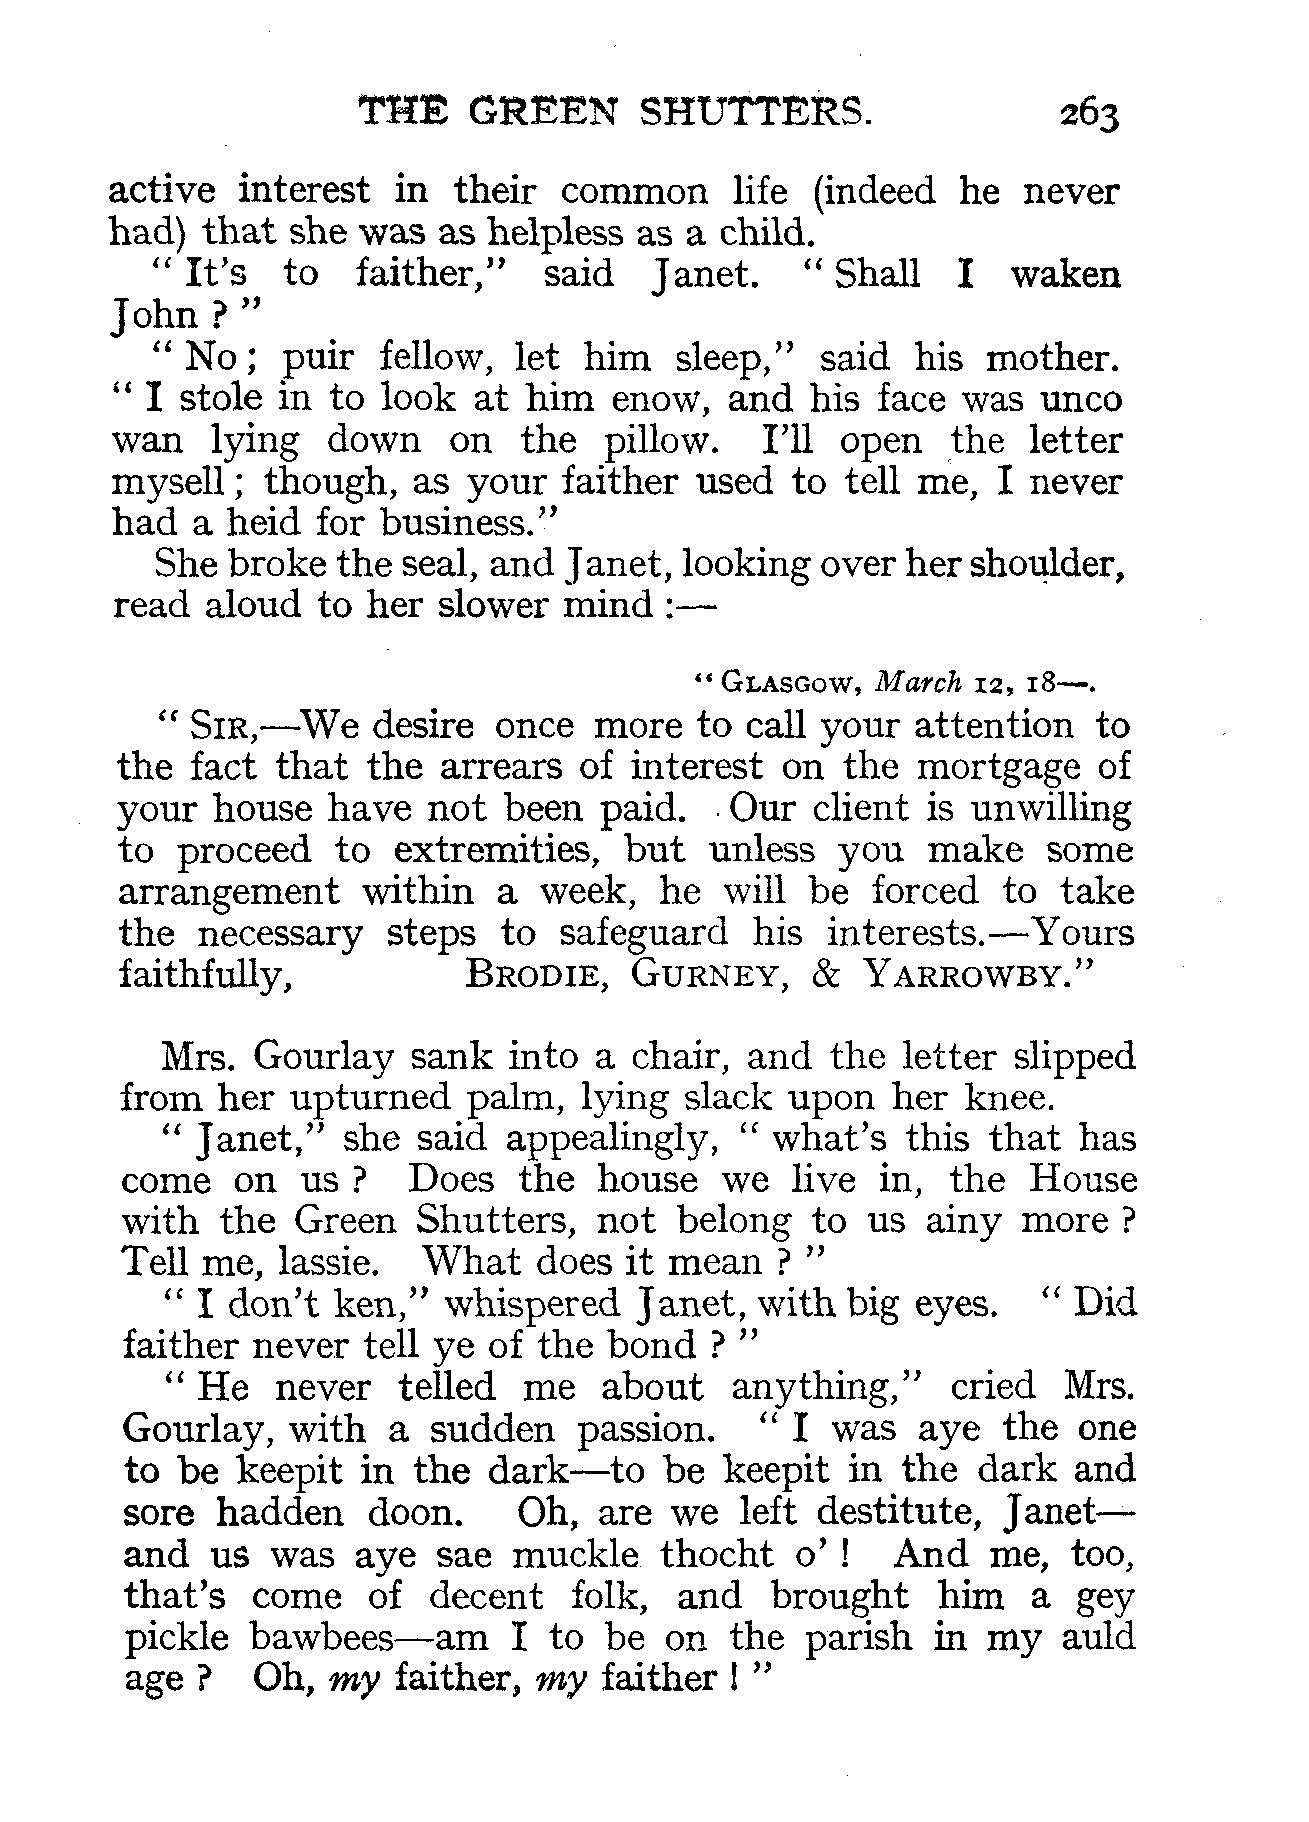 THE GREEN SHUTTERS. 263
active interest in their common life (indeed he never
had) that she was as helpless as a child.
“ It’s to faither,” said Janet. “ Shall I waken
John ? ”
“ No ; puir fellow, let him sleep,” said his mother.
“ I stole in to look at him enow, and his face was unco
wan lying down on the pillow. I’ll open the letter
mysell ; though, as your faither used to tell me, I never
had a heid for business.”
She broke the seal, and Janet, looking over her shoulder,
read aloud to her slower mind :—
“ GLASGOW, March 12, 18—.
“ SIR,—We desire once more to call your attention to
the fact that the arrears of interest on the mortgage of
your house have not been paid. Our client is unwilling
to proceed to extremities, but unless you make some
arrangement within a week, he will be forced to take
the necessary steps to safeguard his interests.—Yours
faithfully, BRODIE, GURNEY, & YARROWBY.”
Mrs. Gourlay sank into a chair, and the letter slipped
from her upturned palm, lying slack upon her knee.
“ Janet,” she said appealingly, “ what’s this that has
come on us ? Does the house we live in, the House
with the Green Shutters, not belong to us ainy more ?
Tell me, lassie. What does it mean ? ”
“ I don’t ken,” whispered Janet, with big eyes. “ Did
faither never tell ye of the bond ? ”
“ He never telled me about anything,” cried Mrs.
Gourlay, with a sudden passion. “ I was aye the one
to be keepit in the dark—to be keepit in the dark and
sore hadden doon. Oh, are we left destitute, Janet—
and us was aye sae muckle thocht o’ ! And me, too,
that’s come of decent folk, and brought him a gey
pickle bawbees—am I to be on the parish in my auld
age ? Oh, my faither, my faither ! ”